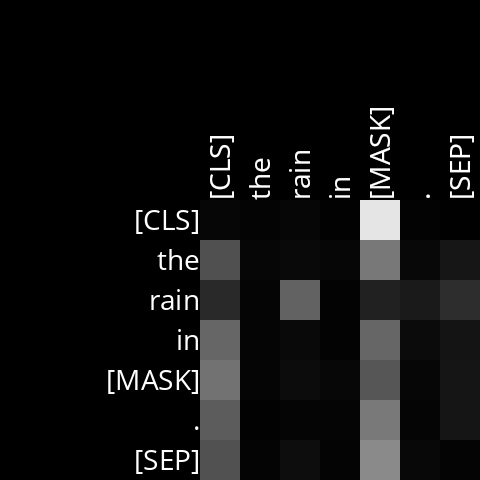 [CLS] the rain in [MASK] . [SEP]
[CLS]
the
rain
in
[MASK]
.
[SEP]